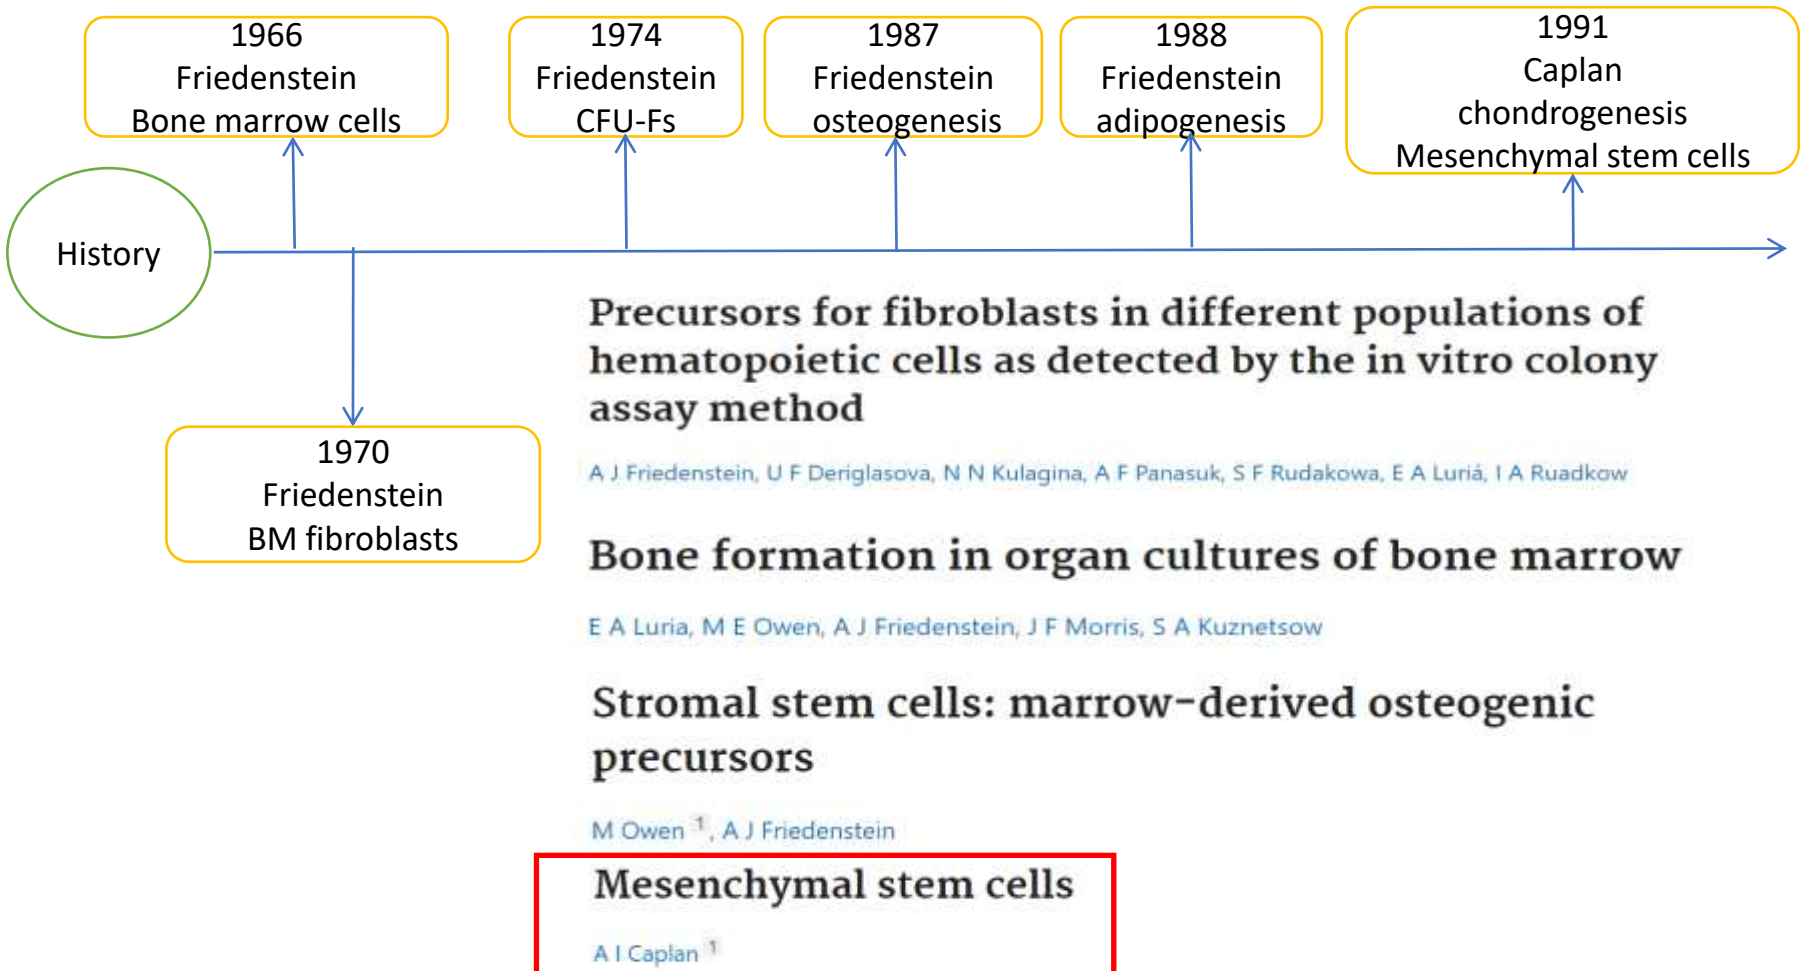 1966
Friedenstein
Bone marrow cells
1974
Friedenstein
CFU-Fs
1987
Friedenstein
osteogenesis
1988
Friedenstein
adipogenesis
1991
Caplan
chondrogenesis
Mesenchymal stem cells
History
1970
Friedenstein
BM fibroblasts
Precursors for fibroblasts in different populations of
hematopoietic cells as detected by the in vitro colony
assay method
A J Friedenstein, U F Deriglasova, N N Kulagina, A F Panasuk, S F Rudakowa, E A Luriá, I A Ruadkow
Bone formation in organ cultures of bone marrow
E A Luria, M E Owen, A J Friedenstein, J F Morris, S A Kuznetsow
Stromal stem cells: marrow-derived osteogenic
precursors
M Owen 1, A J Friedenstein
Mesenchymal stem cells
A I Caplan 1